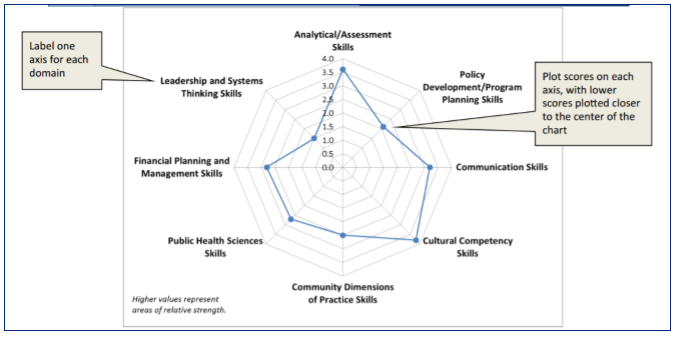 Analytical/Assessment
Skills
Label one
axis for each
domain
Leadership and Systems
Thinking Skills
Policy
Development/Program
Planning Skills
Plot scores on each
axis, with lower
scores plotted closer
to the center of the
chart
4.0
3.5
3.0
2.5
2.0
1.5
1.0
0.5
0.0
Financial Planning and
Management Skills
Communication Skills
Public Health Sciences
Skills
Cultural Competency
Skills
Community Dimensions
of Practice Skills
Higher values represent
areas of relative strength.